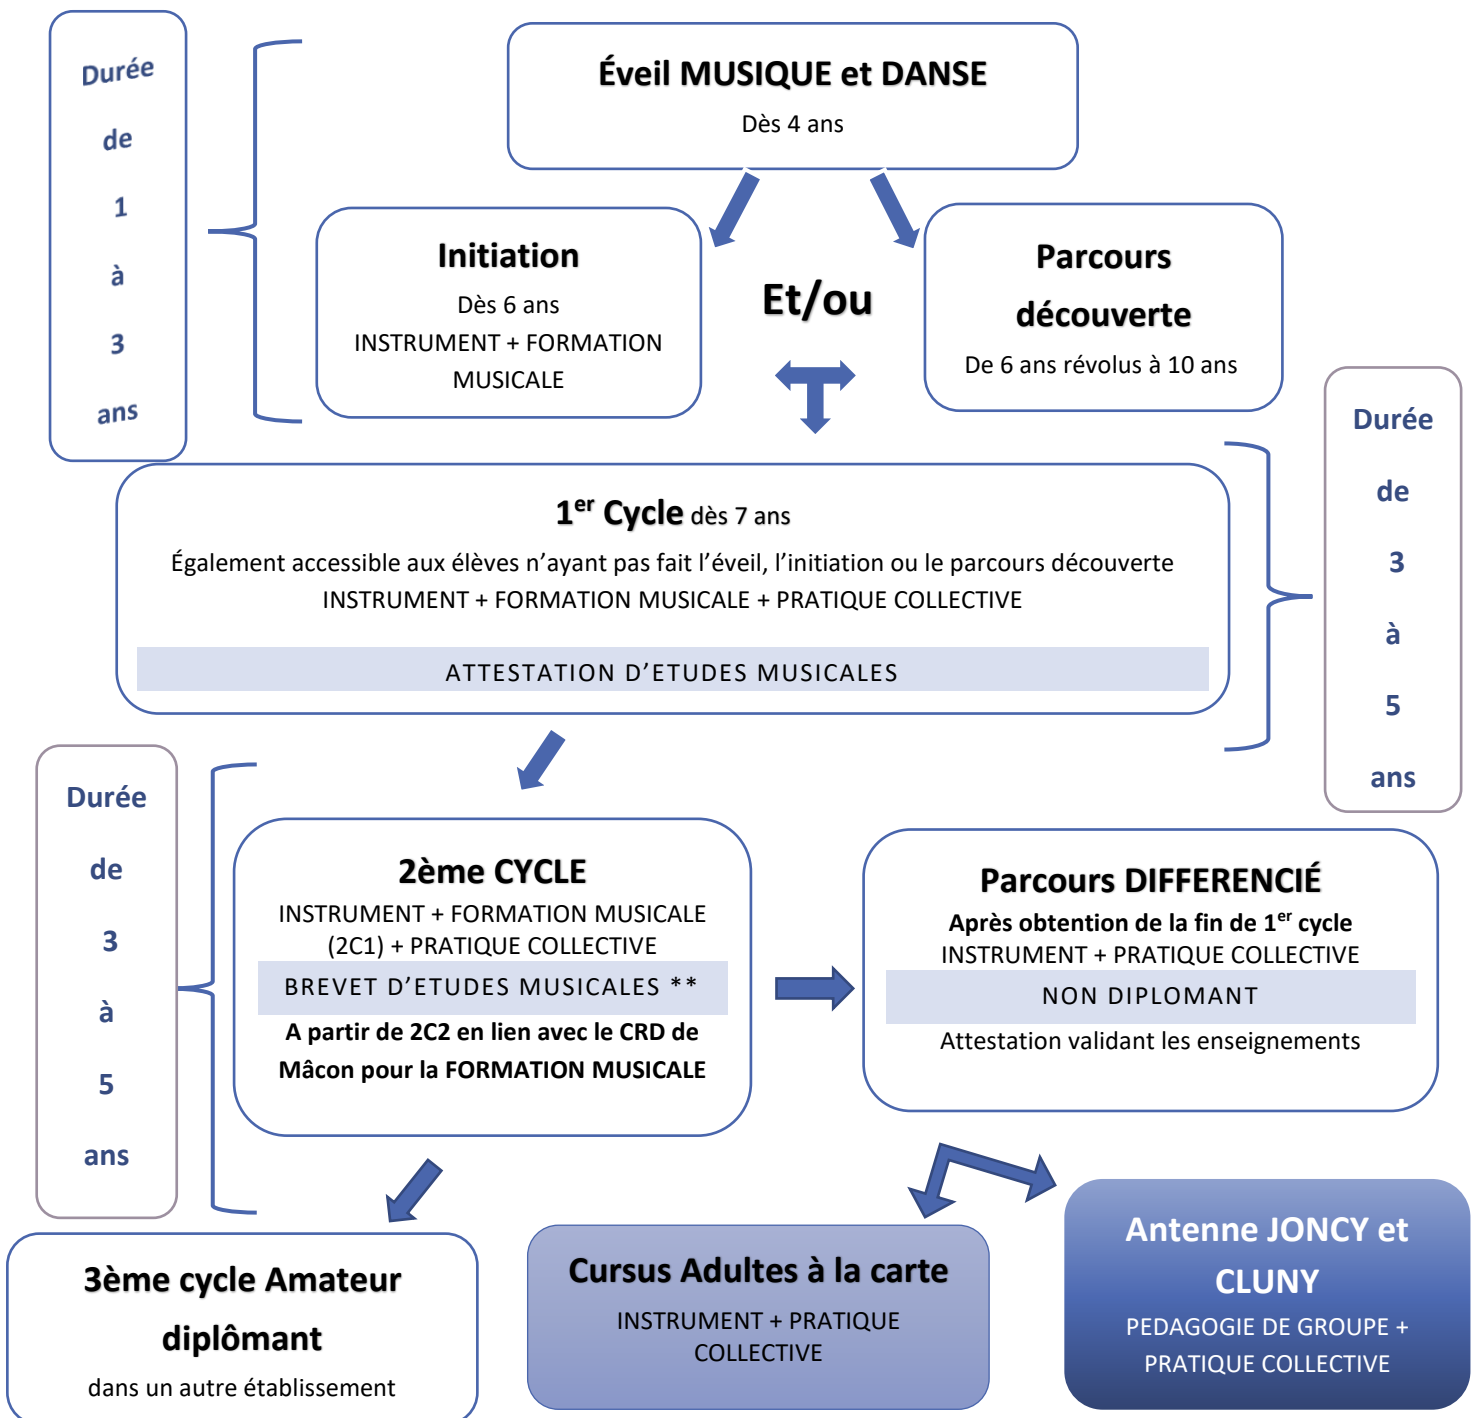 Durée
de
1
à
3
ans
Éveil MUSIQUE et DANSE
Dès 4 ans
Initiation
Dès 6 ans
INSTRUMENT + FORMATION
MUSICALE
Et/ou
Parcours
découverte
De 6 ans révolus à 10 ans
1er Cycle dès 7 ans
Également accessible aux élèves n’ayant pas fait l’éveil, l’initiation ou le parcours découverte
INSTRUMENT + FORMATION MUSICALE + PRATIQUE COLLECTIVE
ATTESTATION D’ETUDES MUSICALES
Durée
de
3
à
5
ans
Durée
de
3
à
5
ans
2ème CYCLE
INSTRUMENT + FORMATION MUSICALE
(2C1) + PRATIQUE COLLECTIVE
BREVET D’ETUDES MUSICALES **
A partir de 2C2 en lien avec le CRD de
Mâcon pour la FORMATION MUSICALE
Parcours DIFFERENCIÉ
Après obtention de la fin de 1er cycle
INSTRUMENT + PRATIQUE COLLECTIVE
NON DIPLOMANT
Attestation validant les enseignements
3ème cycle Amateur
diplômant
dans un autre établissement
Cursus Adultes à la carte
INSTRUMENT + PRATIQUE
COLLECTIVE
Antenne JONCY et
CLUNY
PEDAGOGIE DE GROUPE +
PRATIQUE COLLECTIVE